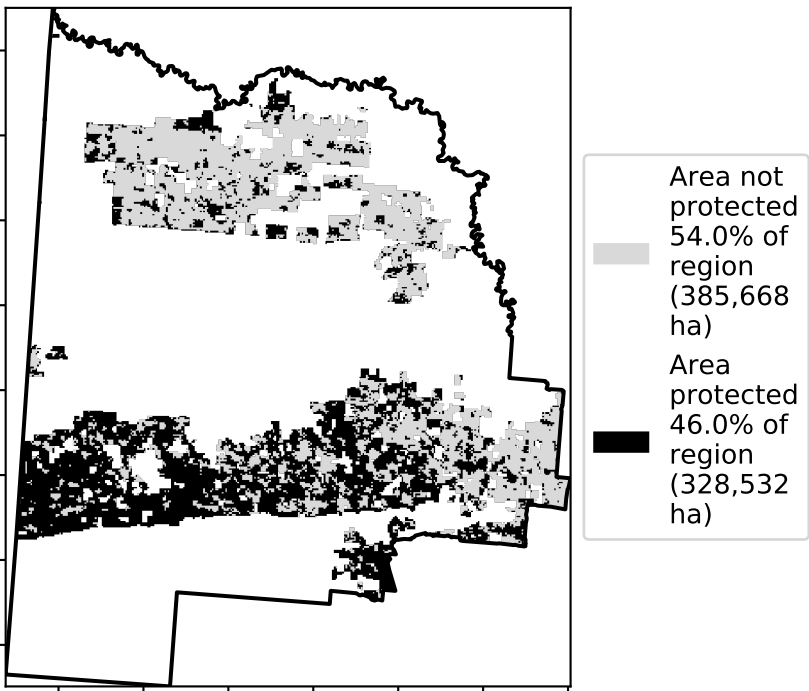 Area not
protected
54.0% of
region
(385,668
ha)
Area
protected
46.0% of
region
(328,532
ha)